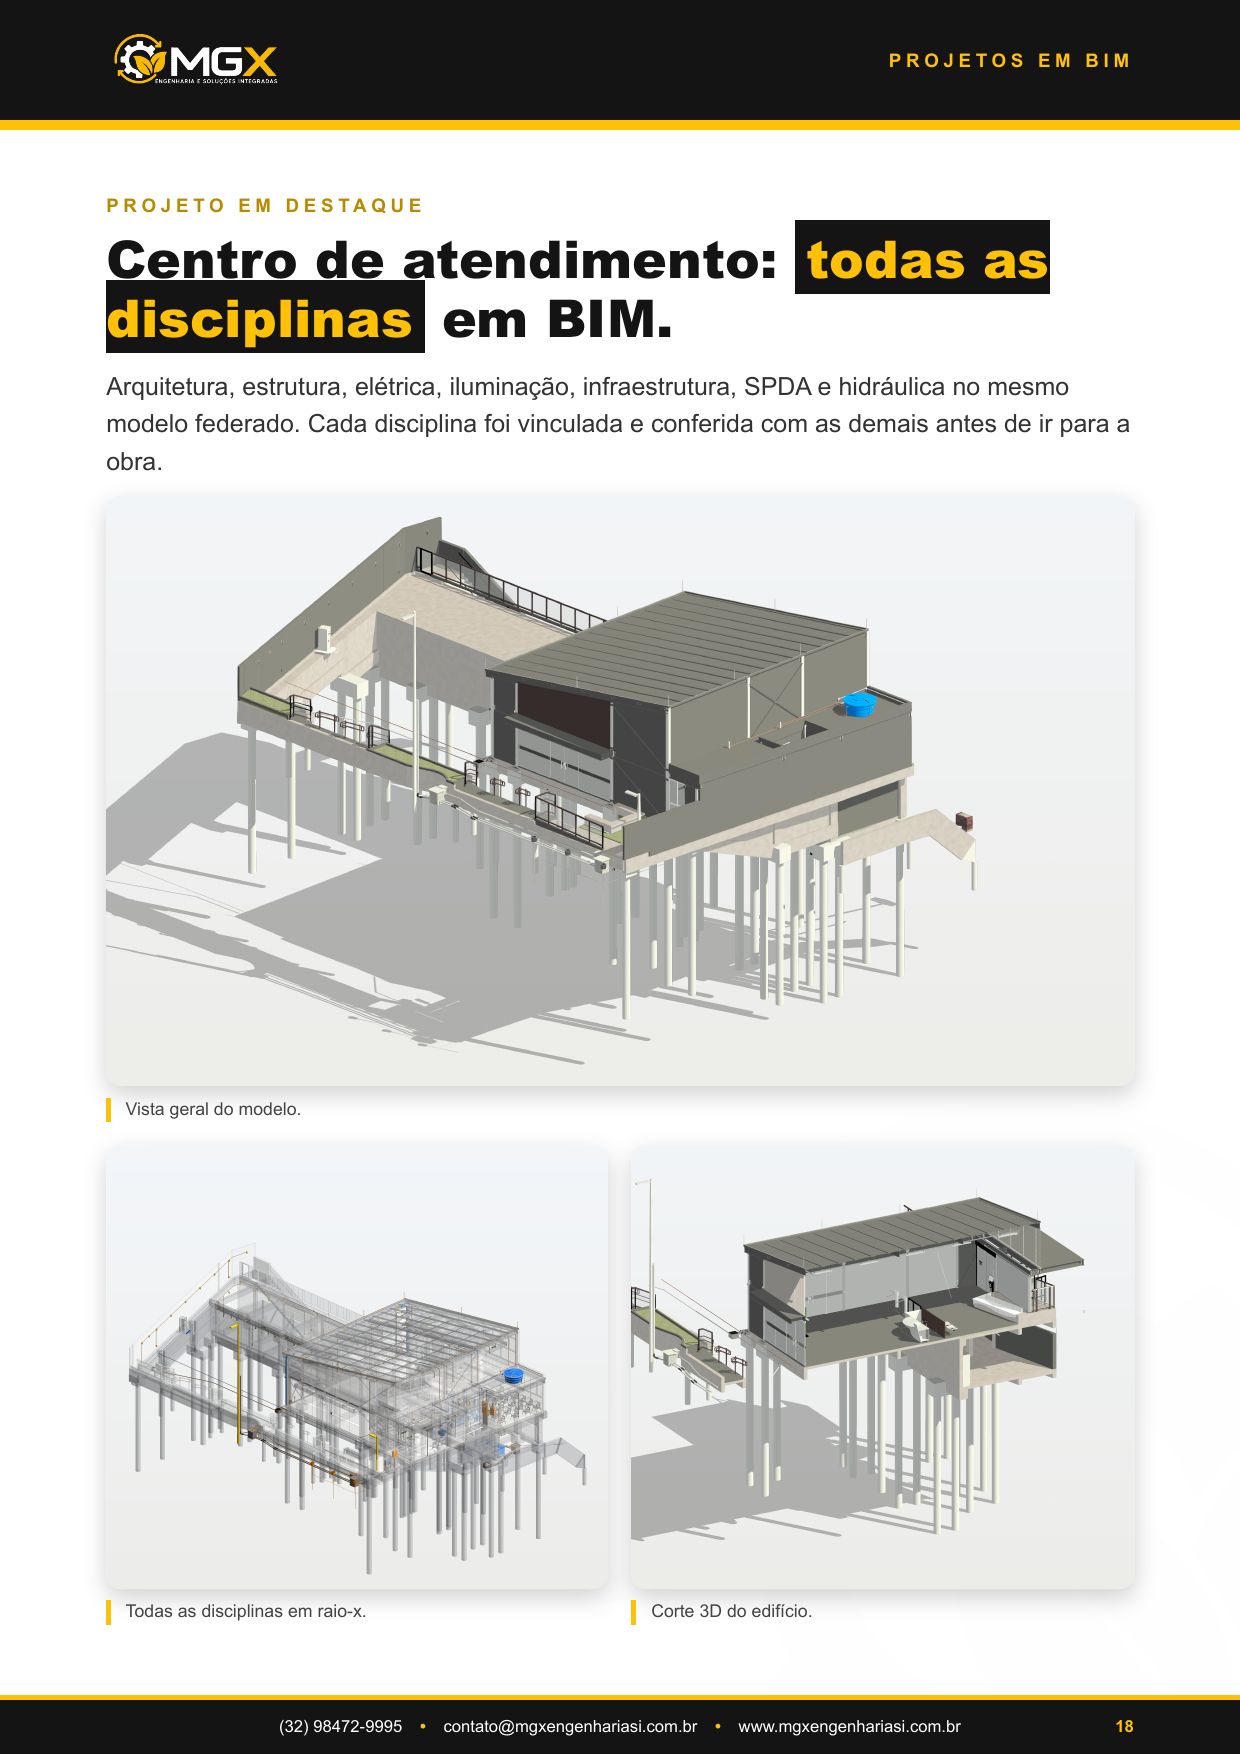 MGX
ENGENHARIA E SOLUÇÕES INTEGRADAS
PROJETOS EM BIM
PROJETO EM DESTAQUE
Centro de atendimento: todas as
disciplinas em BIM.
Arquitetura, estrutura, elétrica, iluminação, infraestrutura, SPDA e hidráulica no mesmo
modelo federado. Cada disciplina foi vinculada e conferida com as demais antes de ir para a
obra.
Vista geral do modelo.
Todas as disciplinas em raio-x.
Corte 3D do edifício.
(32) 98472-9995 • contato@mgxengenhariasi.com.br • www.mgxengenhariasi.com.br
18